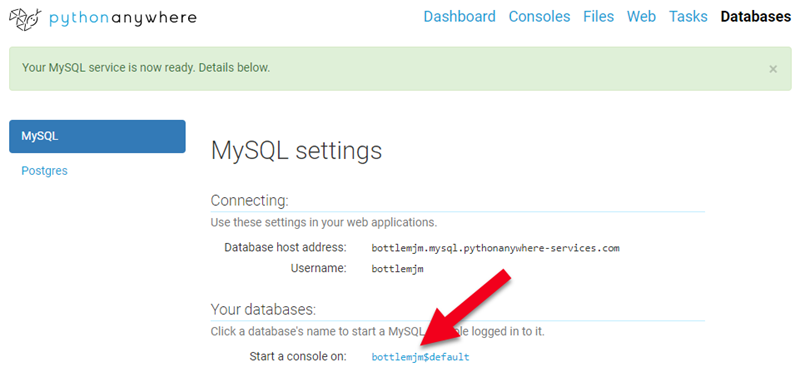 pythonanywhere
Dashboard Consoles Files Web Tasks Databases
Your MySQL service is now ready. Details below. ×
MySQL
Postgres
MySQL settings
Connecting:
Use these settings in your web applications.
Database host address: bottlemjm.mysql.pythonanywhere-services.com
Username: bottlemjm
Your databases:
Click a database's name to start a MySQL logged in to it.
Start a console on: bottlemjm$default